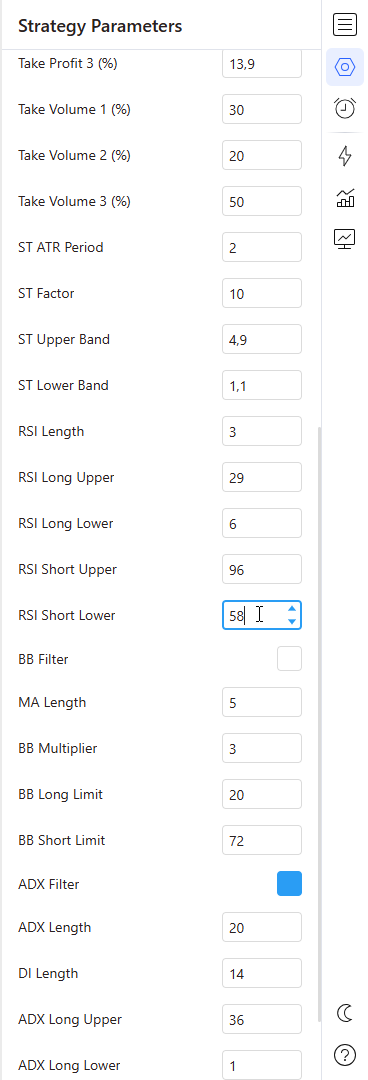 Strategy Parameters
Take Profit 3 (%) 13,9
Take Volume 1 (%) 30
Take Volume 2 (%) 20
Take Volume 3 (%) 50
ST ATR Period 2
ST Factor 10
ST Upper Band 4,9
ST Lower Band 1,1
RSI Length 3
RSI Long Upper 29
RSI Long Lower 6
RSI Short Upper 96
RSI Short Lower 58
BB Filter
MA Length 5
BB Multiplier 3
BB Long Limit 20
BB Short Limit 72
ADX Filter
ADX Length 20
DI Length 14
ADX Long Upper 36
ADX Long Lower 1